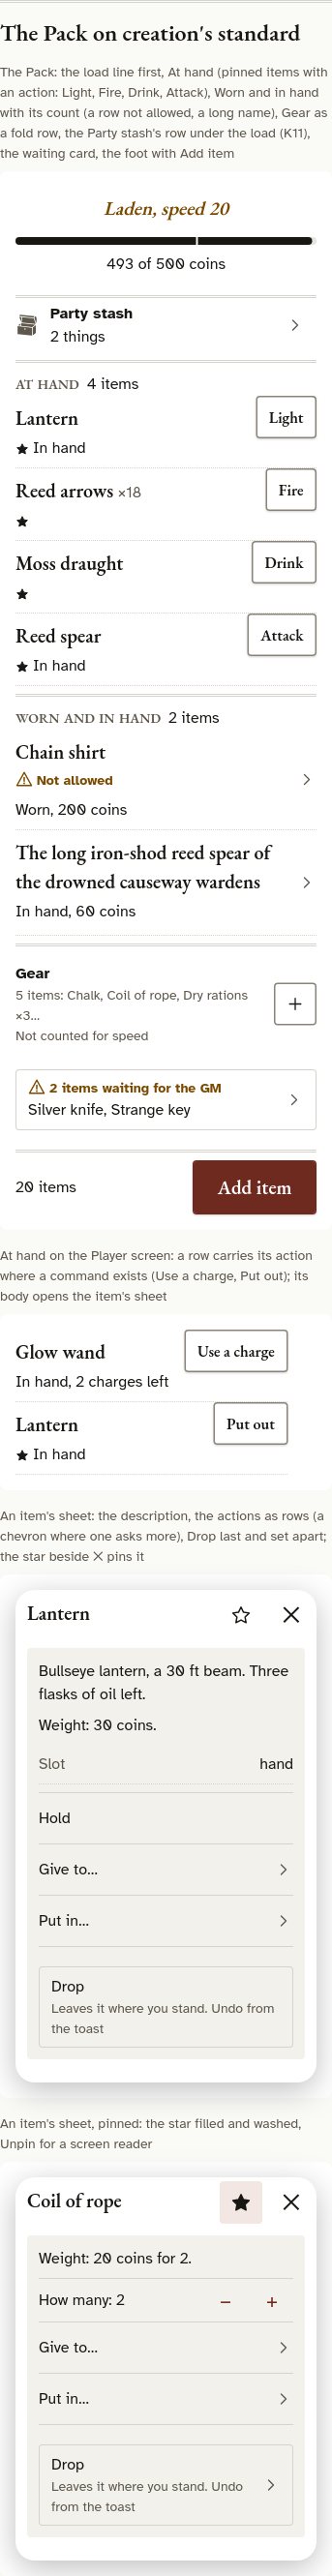 The Pack on creation's standard
The Pack: the load line first, At hand (pinned items with
an action: Light, Fire, Drink, Attack), Worn and in hand
with its count (a row not allowed, a long name), Gear as
a fold row, the Party stash's row under the load (K11),
the waiting card, the foot with Add item
Laden, speed 20
493 of 500 coins
Party stash
2 things
AT HAND 4 items
Lantern
Light
★ In hand
Reed arrows ×18
Fire
★
Moss draught
Drink
★
Reed spear
Attack
★ In hand
WORN AND IN HAND 2 items
Chain shirt
Not allowed
Worn, 200 coins
The long iron-shod reed spear of
the drowned causeway wardens
In hand, 60 coins
Gear
5 items: Chalk, Coil of rope, Dry rations
×3...
Not counted for speed
+
2 items waiting for the GM
Silver knife, Strange key
20 items
Add item
At hand on the Player screen: a row carries its action
where a command exists (Use a charge, Put out); its
body opens the item's sheet
Glow wand
Use a charge
In hand, 2 charges left
Lantern
Put out
★ In hand
An item's sheet: the description, the actions as rows (a
chevron where one asks more), Drop last and set apart;
the star beside ✕ pins it
Lantern
Bullseye lantern, a 30 ft beam. Three
flasks of oil left.
Weight: 30 coins.
Slot hand
Hold
Give to...
Put in...
Drop
Leaves it where you stand. Undo from
the toast
An item's sheet, pinned: the star filled and washed,
Unpin for a screen reader
Coil of rope
Weight: 20 coins for 2.
How many: 2 − +
Give to...
Put in...
Drop
Leaves it where you stand. Undo
from the toast